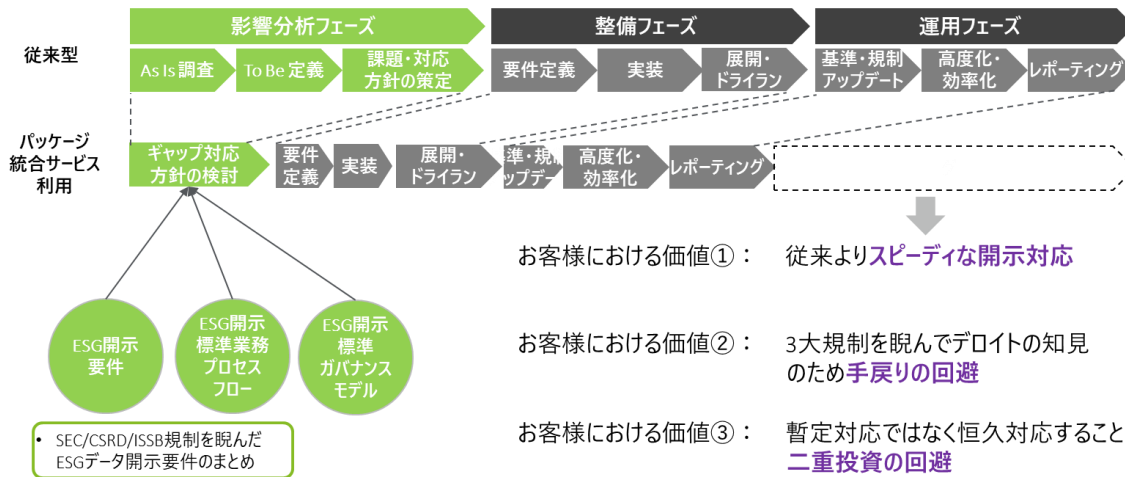 影響分析フェーズ
整備フェーズ
運用フェーズ
従来型
As Is 調査
To Be 定義
課題・対応
方針の策定
要件定義
実装
展開・
ドライラン
基準・規制
アップデート
高度化・
効率化
レポーティング
パッケージ
統合サービス
利用
ギャップ対応
方針の検討
要件
定義
実装
展開・
ドライラン
準・規
ップデー
高度化・
効率化
レポーティング
お客様における価値①：
従来よりスピーディな開示対応
ESG開示
要件
ESG開示
標準業務
プロセス
フロー
ESG開示
標準
ガバナンス
モデル
お客様における価値②：
3大規制を睨んでデロイトの知見
のため手戻りの回避
• SEC/CSRD/ISSB規制を睨んだ
ESGデータ開示要件のまとめ
お客様における価値③：
暫定対応ではなく恒久対応すること
二重投資の回避